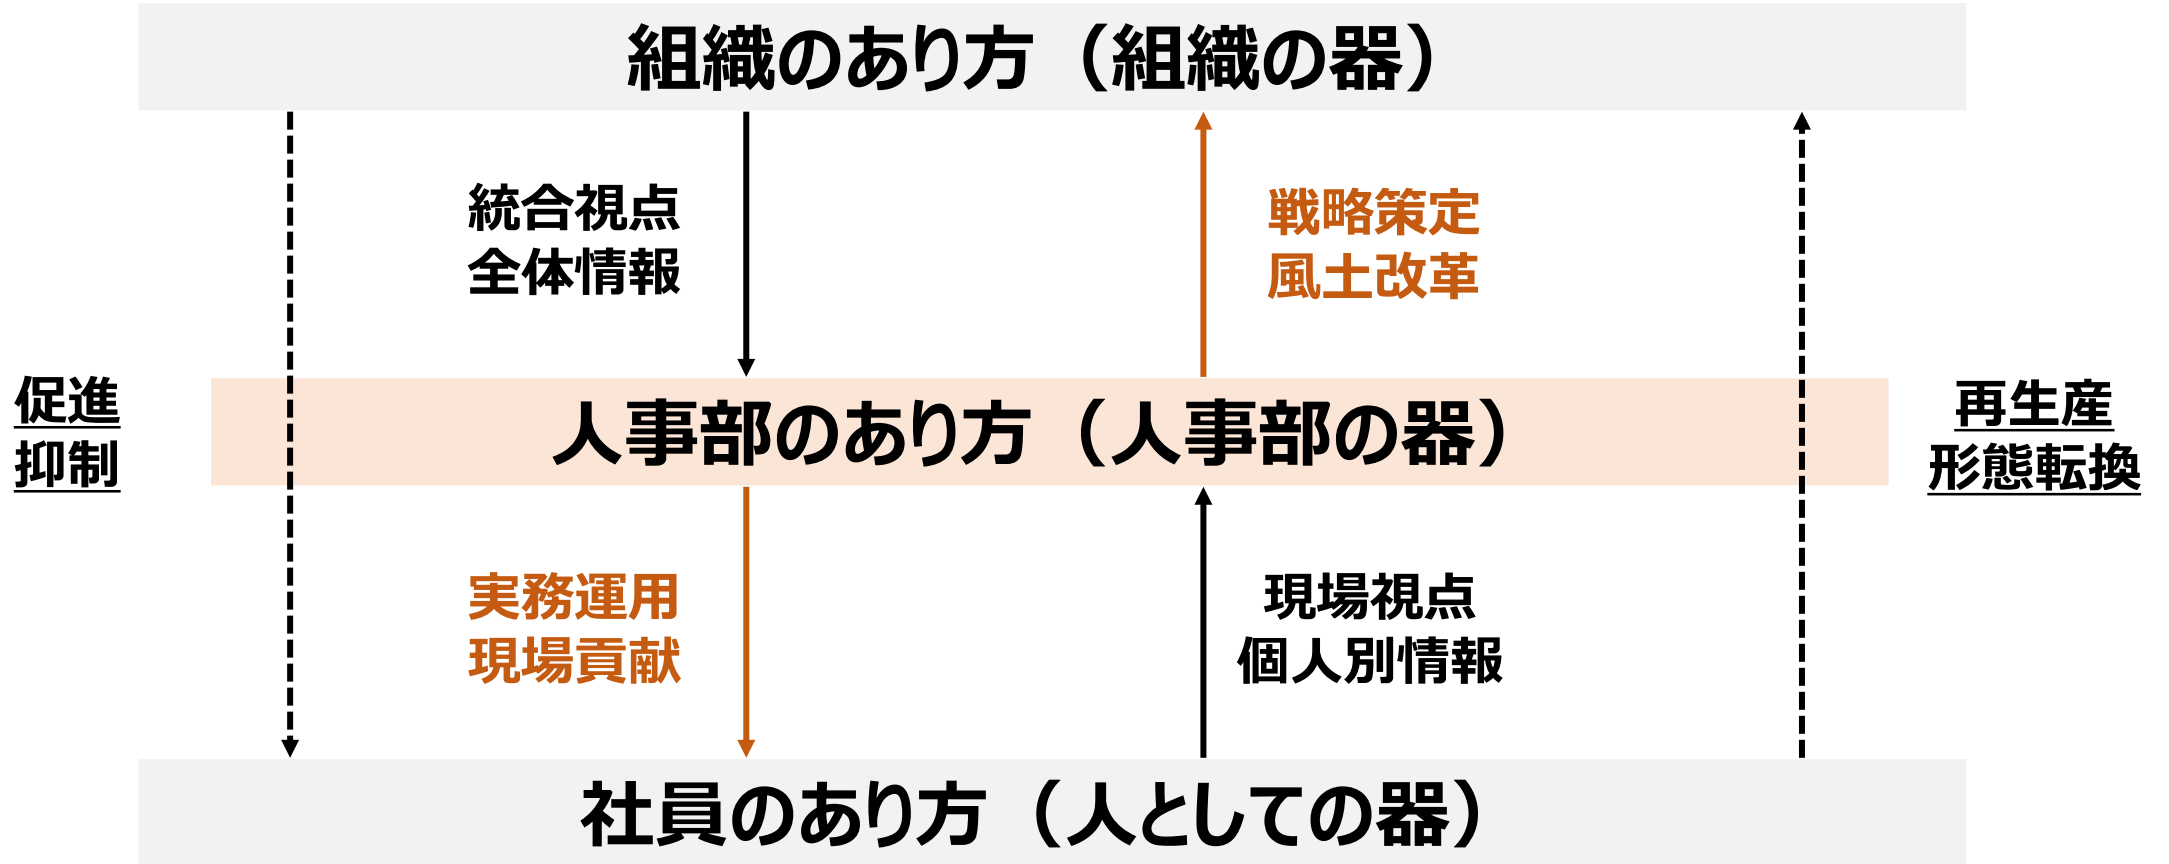 組織のあり方（組織の器）
統合視点
全体情報
戦略策定
風土改革
促進
抑制
人事部のあり方（人事部の器）
再生産
形態転換
実務運用
現場貢献
現場視点
個人別情報
社員のあり方（人としての器）